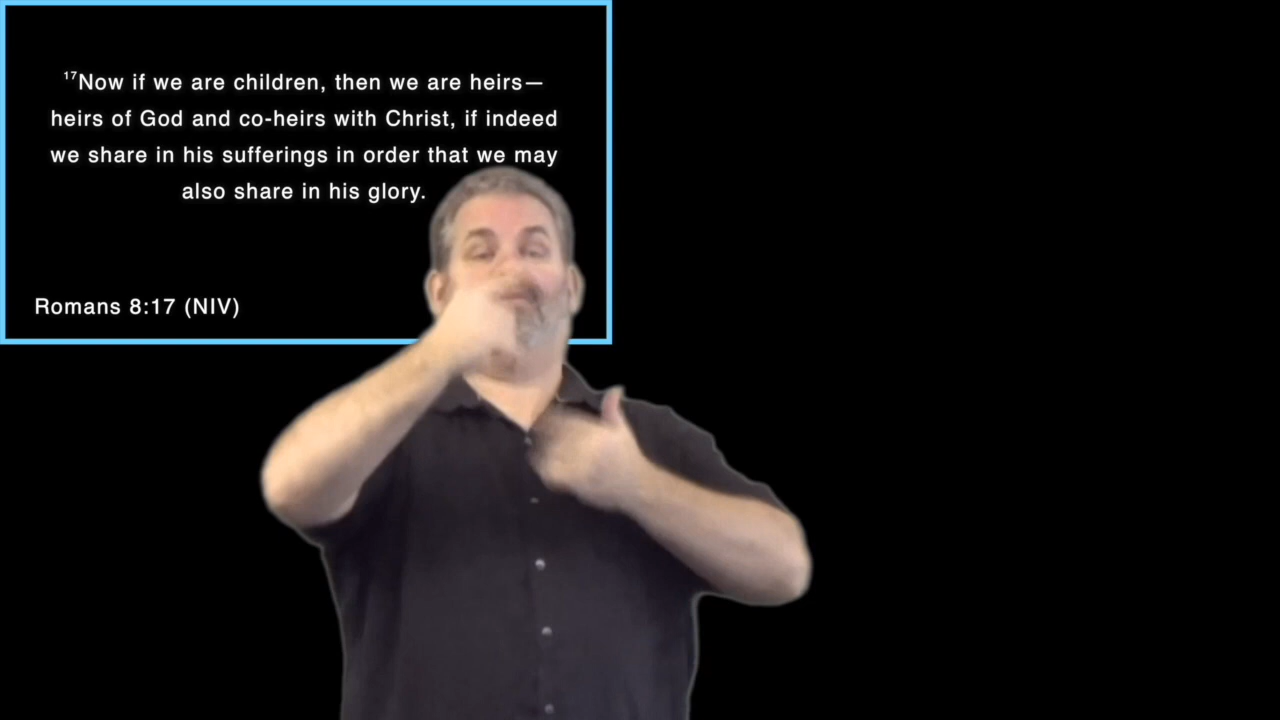 ¹⁷Now if we are children, then we are heirs—
heirs of God and co-heirs with Christ, if indeed
we share in his sufferings in order that we may
also share in his glory.
Romans 8:17 (NIV)